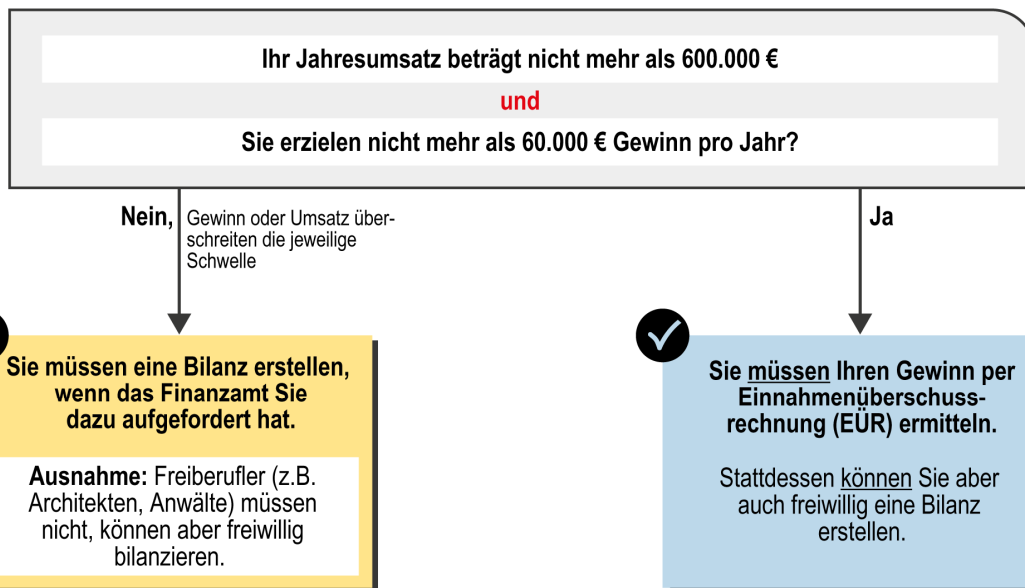 Ihr Jahresumsatz beträgt nicht mehr als 600.000 €
und
Sie erzielen nicht mehr als 60.000 € Gewinn pro Jahr?
Nein, Gewinn oder Umsatz über-
schreiten die jeweilige
Schwelle
Ja
Sie müssen eine Bilanz erstellen,
wenn das Finanzamt Sie
dazu aufgefordert hat.
Ausnahme: Freiberufler (z.B.
Architekten, Anwälte) müssen
nicht, können aber freiwillig
bilanzieren.
Sie müssen Ihren Gewinn per
Einnahmenüberschuss-
rechnung (EÜR) ermitteln.
Stattdessen können Sie aber
auch freiwillig eine Bilanz
erstellen.